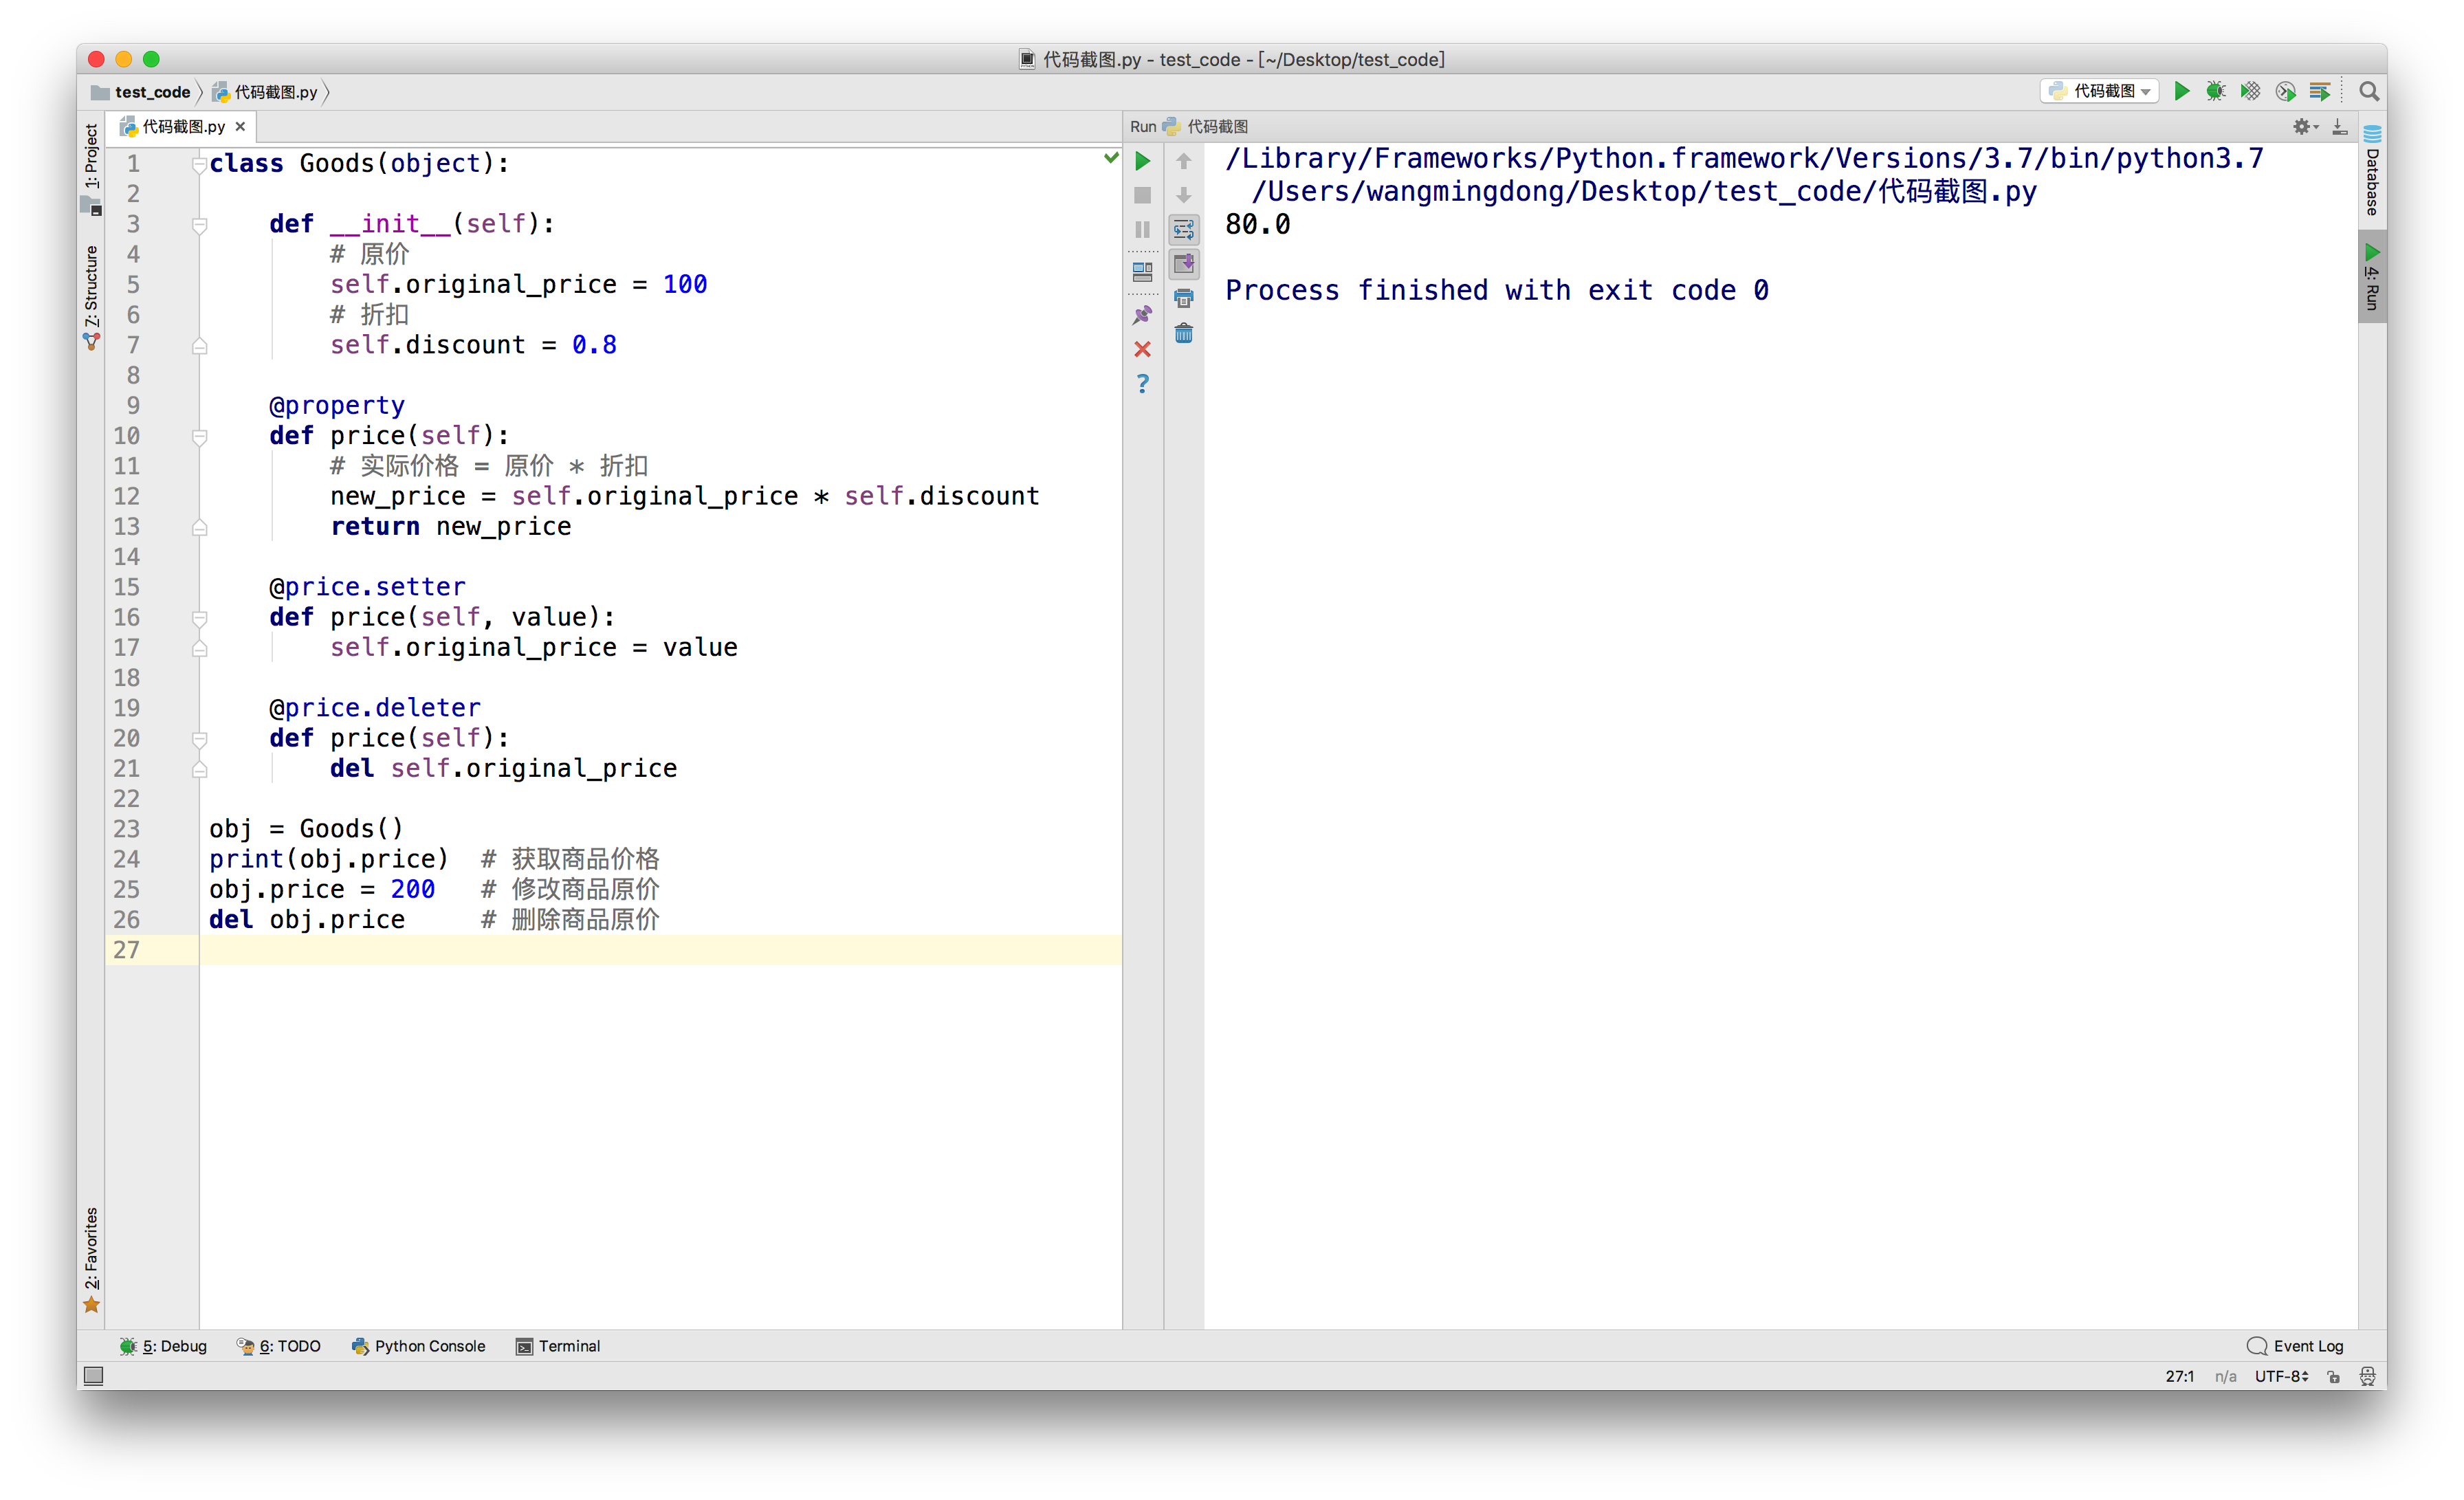 代码截图.py - test_code - [~/Desktop/test_code]
test_code 代码截图.py
代码截图
代码截图.py
Run 代码截图
1: Project
7: Structure
2: Favorites
1 class Goods(object):
2
3     def __init__(self):
4         # 原价
5         self.original_price = 100
6         # 折扣
7         self.discount = 0.8
8
9     @property
10     def price(self):
11         # 实际价格 = 原价 * 折扣
12         new_price = self.original_price * self.discount
13         return new_price
14
15     @price.setter
16     def price(self, value):
17         self.original_price = value
18
19     @price.deleter
20     def price(self):
21         del self.original_price
22
23 obj = Goods()
24 print(obj.price)  # 获取商品价格
25 obj.price = 200   # 修改商品原价
26 del obj.price     # 删除商品原价
27
/Library/Frameworks/Python.framework/Versions/3.7/bin/python3.7
/Users/wangmingdong/Desktop/test_code/代码截图.py
80.0
Process finished with exit code 0
Database
4: Run
5: Debug 6: TODO Python Console Terminal Event Log
27:1 n/a UTF-8